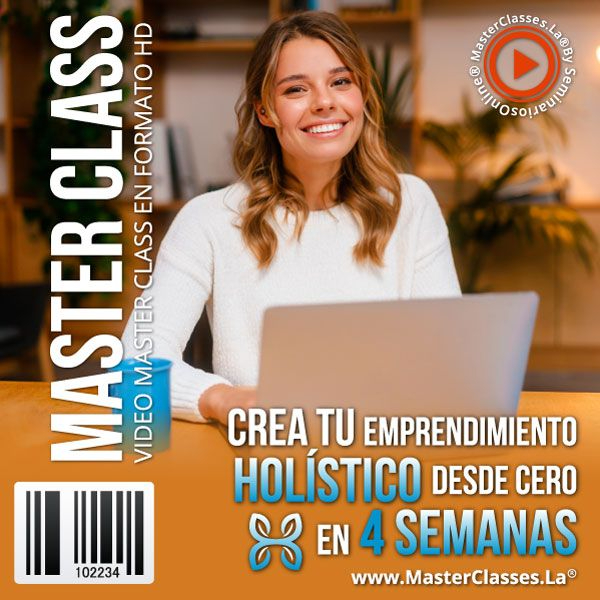 MASTER CLASS
VIDEO MASTER CLASS EN FORMATO HD
MasterClasses.La®By SeminariosOnline®
CREA TU EMPRENDIMIENTO
HOLÍSTICO DESDE CERO
EN 4 SEMANAS
102234
www.MasterClasses.La®